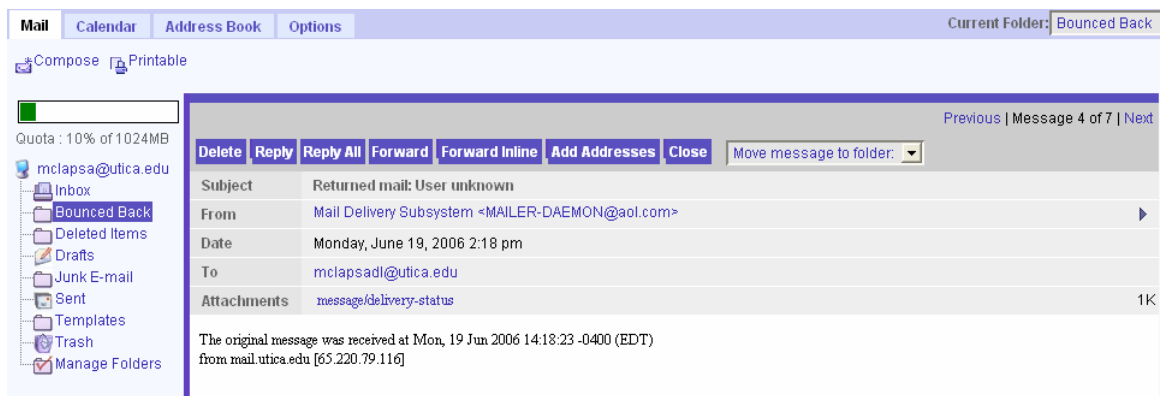 Mail Calendar Address Book Options Current Folder: Bounced Back
Compose Printable
Quota : 10% of 1024MB
mclapsa@utica.edu
Inbox
Bounced Back
Deleted Items
Drafts
Junk E-mail
Sent
Templates
Trash
Manage Folders
Previous | Message 4 of 7 | Next
Delete Reply Reply All Forward Forward Inline Add Addresses Close Move message to folder:
Subject Returned mail: User unknown
From Mail Delivery Subsystem <MAILER-DAEMON@aol.com>
Date Monday, June 19, 2006 2:18 pm
To mclapsadl@utica.edu
Attachments message/delivery-status 1K
The original message was received at Mon, 19 Jun 2006 14:18:23 -0400 (EDT)
from mail.utica.edu [65.220.79.116]